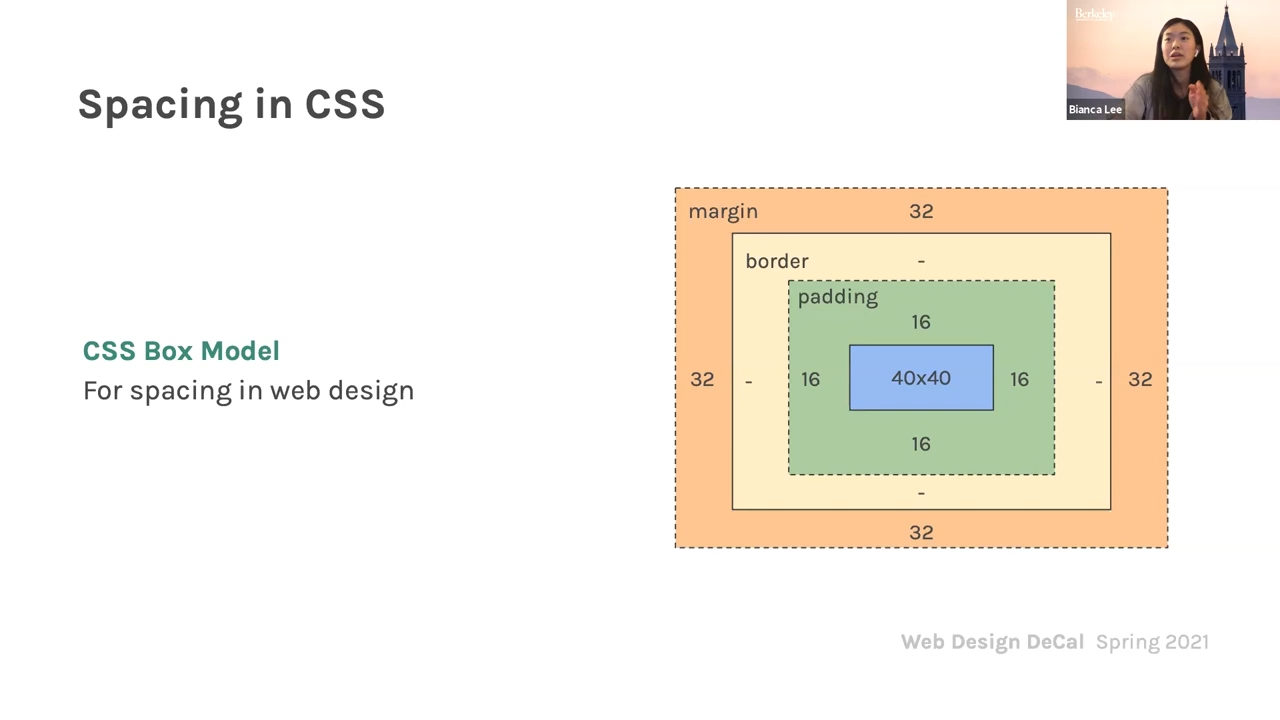 Berkeley
Bianca Lee
Spacing in CSS
CSS Box Model
For spacing in web design
margin 32
border -
padding
16
32 - 16 40x40 16 - 32
16
-
32
Web Design DeCal Spring 2021